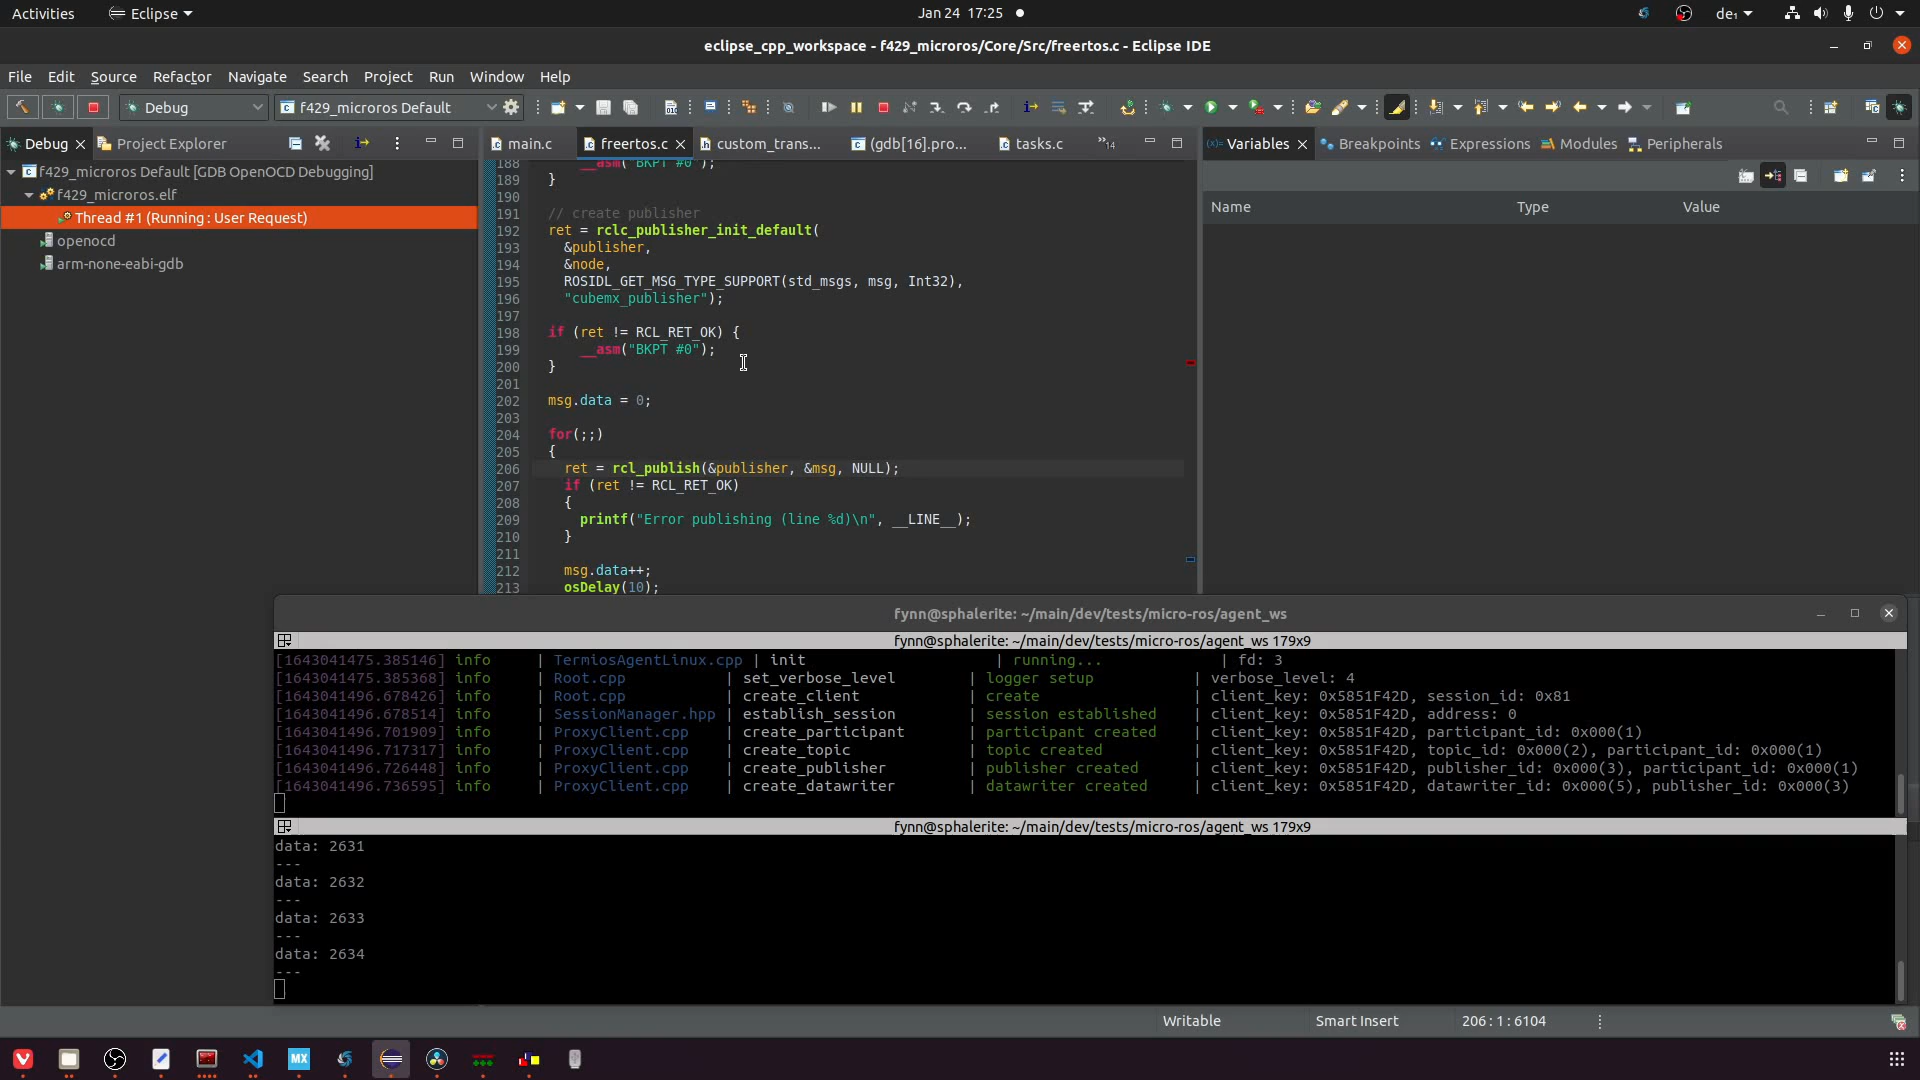 Activities
Eclipse
Jan 24 17:25
de₁
eclipse_cpp_workspace - f429_microros/Core/Src/freertos.c - Eclipse IDE
File Edit Source Refactor Navigate Search Project Run Window Help
Debug
f429_microros Default
Debug
Project Explorer
main.c
freertos.c
custom_trans...
(gdb[16].pro...
tasks.c
»14
Variables
Breakpoints
Expressions
Modules
Peripherals
f429_microros Default [GDB OpenOCD Debugging]
f429_microros.elf
Thread #1 (Running : User Request)
openocd
arm-none-eabi-gdb
Name Type Value
188 __asm("BKPT #0");
189 }
190
191 // create publisher
192 ret = rclc_publisher_init_default(
193 &publisher,
194 &node,
195 ROSIDL_GET_MSG_TYPE_SUPPORT(std_msgs, msg, Int32),
196 "cubemx_publisher");
197
198 if (ret != RCL_RET_OK) {
199 __asm("BKPT #0");
200 }
201
202 msg.data = 0;
203
204 for(;;)
205 {
206 ret = rcl_publish(&publisher, &msg, NULL);
207 if (ret != RCL_RET_OK)
208 {
209 printf("Error publishing (line %d)\n", __LINE__);
210 }
211
212 msg.data++;
213 osDelay(10);
fynn@sphalerite: ~/main/dev/tests/micro-ros/agent_ws
fynn@sphalerite: ~/main/dev/tests/micro-ros/agent_ws 179x9
[1643041475.385146] info | TermiosAgentLinux.cpp | init | running... | fd: 3
[1643041475.385368] info | Root.cpp | set_verbose_level | logger setup | verbose_level: 4
[1643041496.678426] info | Root.cpp | create_client | create | client_key: 0x5851F42D, session_id: 0x81
[1643041496.678514] info | SessionManager.hpp | establish_session | session established | client_key: 0x5851F42D, address: 0
[1643041496.701909] info | ProxyClient.cpp | create_participant | participant created | client_key: 0x5851F42D, participant_id: 0x000(1)
[1643041496.717317] info | ProxyClient.cpp | create_topic | topic created | client_key: 0x5851F42D, topic_id: 0x000(2), participant_id: 0x000(1)
[1643041496.726448] info | ProxyClient.cpp | create_publisher | publisher created | client_key: 0x5851F42D, publisher_id: 0x000(3), participant_id: 0x000(1)
[1643041496.736595] info | ProxyClient.cpp | create_datawriter | datawriter created | client_key: 0x5851F42D, datawriter_id: 0x000(5), publisher_id: 0x000(3)
fynn@sphalerite: ~/main/dev/tests/micro-ros/agent_ws 179x9
data: 2631
---
data: 2632
---
data: 2633
---
data: 2634
---
Writable
Smart Insert
206 : 1 : 6104
MX